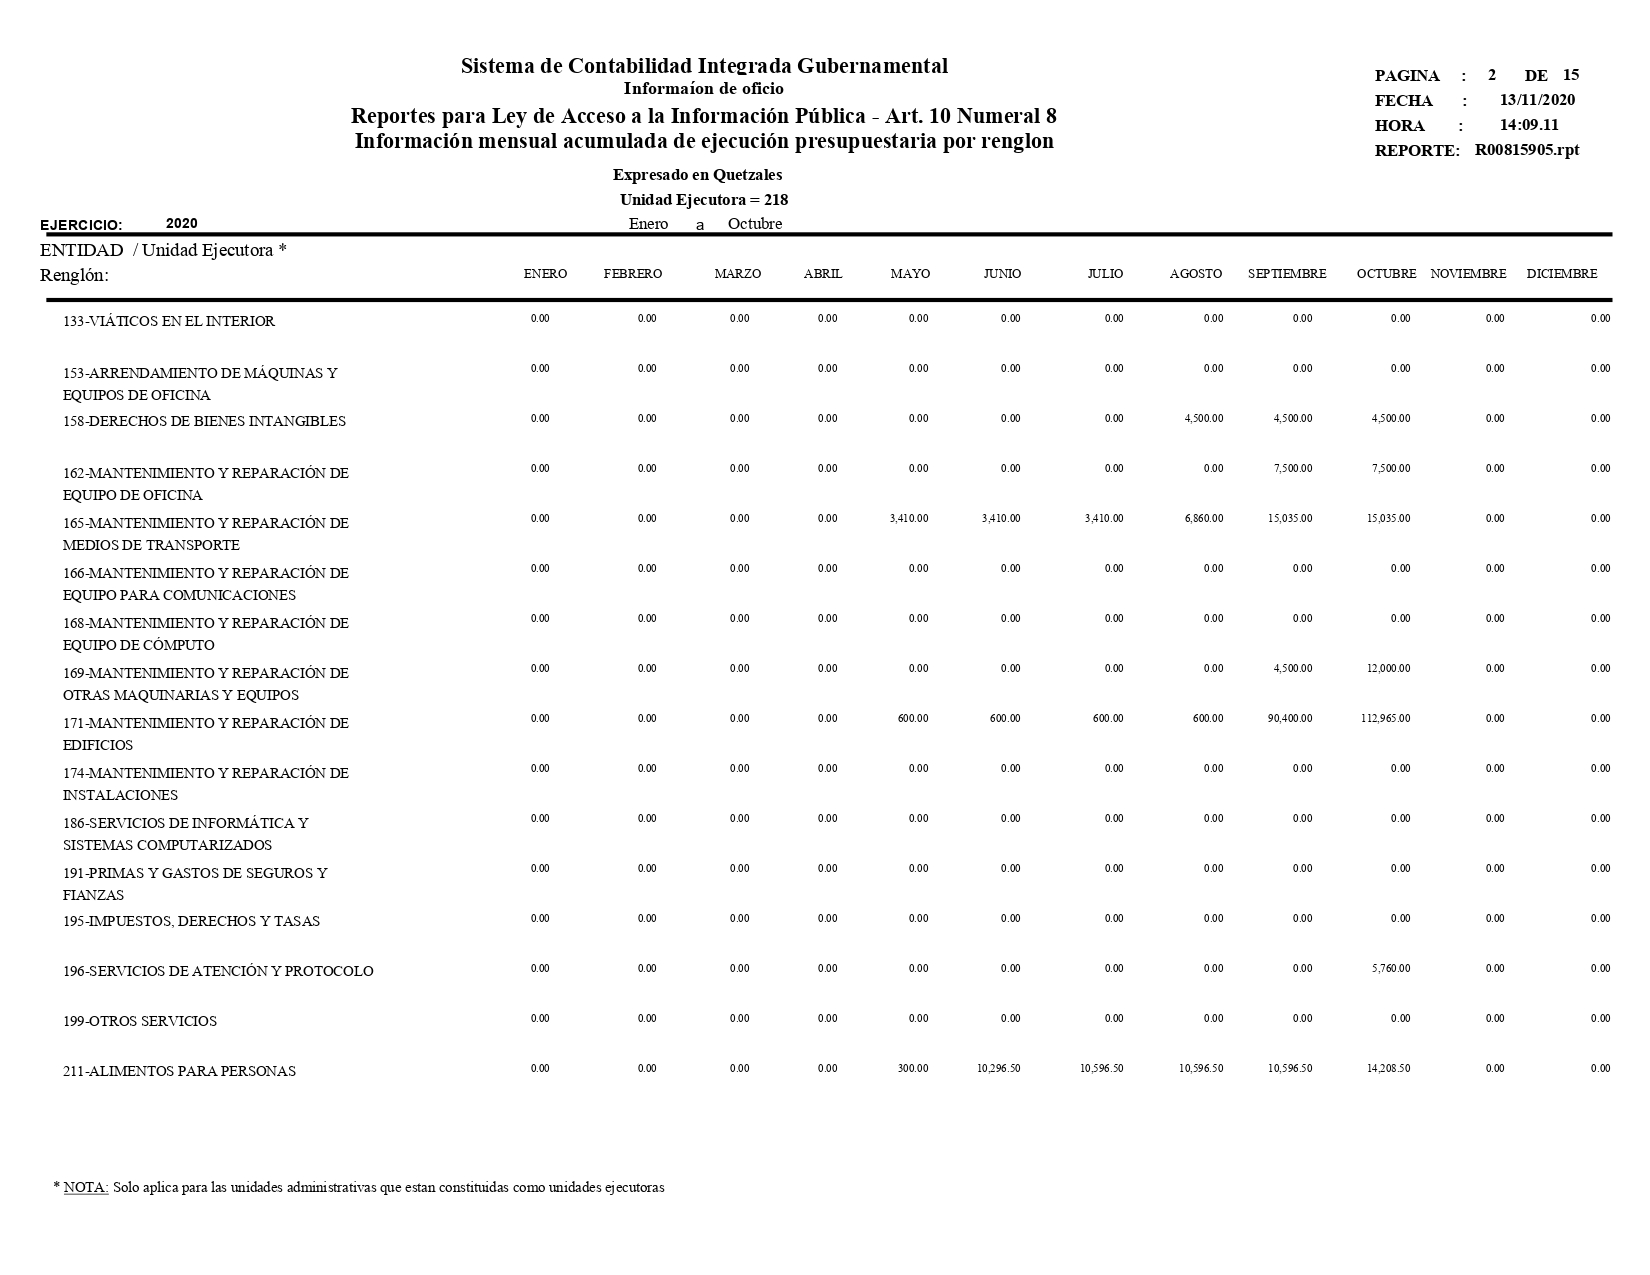 Sistema de Contabilidad Integrada Gubernamental
Informaíon de oficio
Reportes para Ley de Acceso a la Información Pública - Art. 10 Numeral 8
Información mensual acumulada de ejecución presupuestaria por renglon
PAGINA : 2 DE 15
FECHA : 13/11/2020
HORA : 14:09.11
REPORTE: R00815905.rpt
Expresado en Quetzales
Unidad Ejecutora = 218
EJERCICIO: 2020 Enero a Octubre
ENTIDAD / Unidad Ejecutora *
Renglón: ENERO FEBRERO MARZO ABRIL MAYO JUNIO JULIO AGOSTO SEPTIEMBRE OCTUBRE NOVIEMBRE DICIEMBRE
133-VIÁTICOS EN EL INTERIOR 0.00 0.00 0.00 0.00 0.00 0.00 0.00 0.00 0.00 0.00 0.00 0.00
153-ARRENDAMIENTO DE MÁQUINAS Y 0.00 0.00 0.00 0.00 0.00 0.00 0.00 0.00 0.00 0.00 0.00 0.00
EQUIPOS DE OFICINA
158-DERECHOS DE BIENES INTANGIBLES 0.00 0.00 0.00 0.00 0.00 0.00 0.00 4,500.00 4,500.00 4,500.00 0.00 0.00
162-MANTENIMIENTO Y REPARACIÓN DE 0.00 0.00 0.00 0.00 0.00 0.00 0.00 0.00 7,500.00 7,500.00 0.00 0.00
EQUIPO DE OFICINA
165-MANTENIMIENTO Y REPARACIÓN DE 0.00 0.00 0.00 0.00 3,410.00 3,410.00 3,410.00 6,860.00 15,035.00 15,035.00 0.00 0.00
MEDIOS DE TRANSPORTE
166-MANTENIMIENTO Y REPARACIÓN DE 0.00 0.00 0.00 0.00 0.00 0.00 0.00 0.00 0.00 0.00 0.00 0.00
EQUIPO PARA COMUNICACIONES
168-MANTENIMIENTO Y REPARACIÓN DE 0.00 0.00 0.00 0.00 0.00 0.00 0.00 0.00 0.00 0.00 0.00 0.00
EQUIPO DE CÓMPUTO
169-MANTENIMIENTO Y REPARACIÓN DE 0.00 0.00 0.00 0.00 0.00 0.00 0.00 0.00 4,500.00 12,000.00 0.00 0.00
OTRAS MAQUINARIAS Y EQUIPOS
171-MANTENIMIENTO Y REPARACIÓN DE 0.00 0.00 0.00 0.00 600.00 600.00 600.00 600.00 90,400.00 112,965.00 0.00 0.00
EDIFICIOS
174-MANTENIMIENTO Y REPARACIÓN DE 0.00 0.00 0.00 0.00 0.00 0.00 0.00 0.00 0.00 0.00 0.00 0.00
INSTALACIONES
186-SERVICIOS DE INFORMÁTICA Y 0.00 0.00 0.00 0.00 0.00 0.00 0.00 0.00 0.00 0.00 0.00 0.00
SISTEMAS COMPUTARIZADOS
191-PRIMAS Y GASTOS DE SEGUROS Y 0.00 0.00 0.00 0.00 0.00 0.00 0.00 0.00 0.00 0.00 0.00 0.00
FIANZAS
195-IMPUESTOS, DERECHOS Y TASAS 0.00 0.00 0.00 0.00 0.00 0.00 0.00 0.00 0.00 0.00 0.00 0.00
196-SERVICIOS DE ATENCIÓN Y PROTOCOLO 0.00 0.00 0.00 0.00 0.00 0.00 0.00 0.00 0.00 5,760.00 0.00 0.00
199-OTROS SERVICIOS 0.00 0.00 0.00 0.00 0.00 0.00 0.00 0.00 0.00 0.00 0.00 0.00
211-ALIMENTOS PARA PERSONAS 0.00 0.00 0.00 0.00 300.00 10,296.50 10,596.50 10,596.50 10,596.50 14,208.50 0.00 0.00
* NOTA: Solo aplica para las unidades administrativas que estan constituidas como unidades ejecutoras